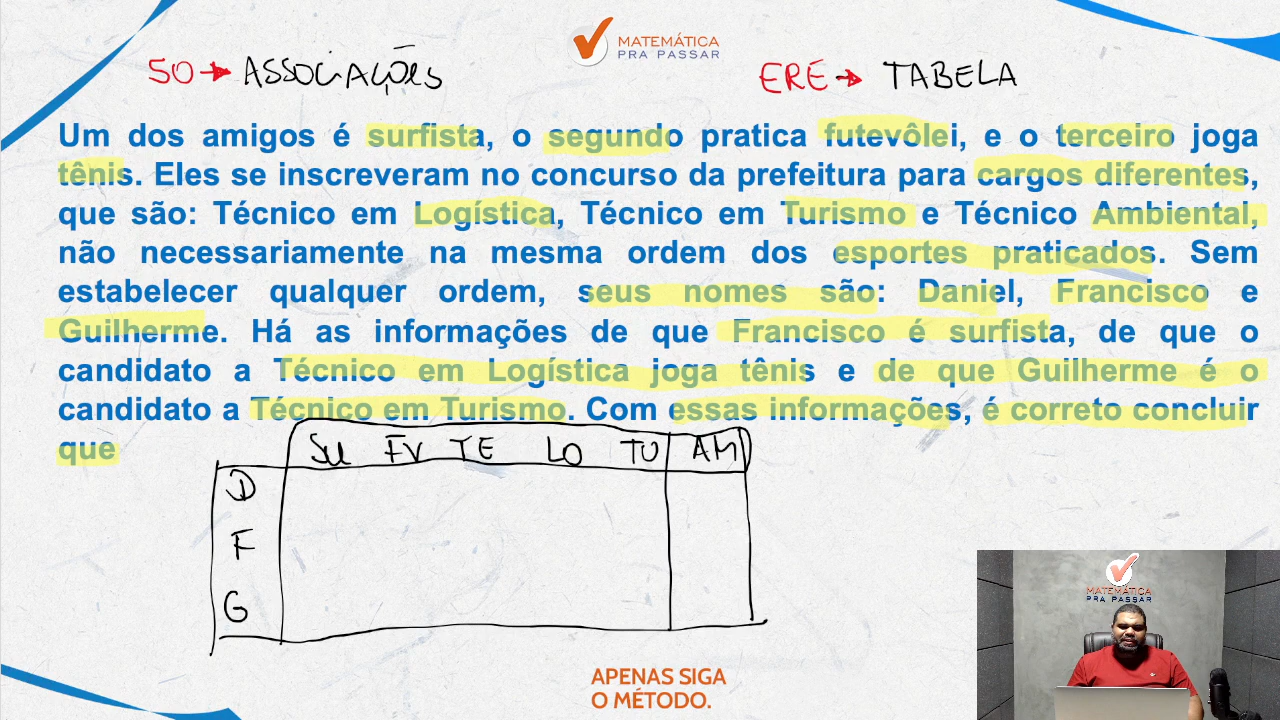 MATEMÁTICA
PRA PASSAR
SO → ASSOCIAÇÕES
ERE → TABELA
Um dos amigos é surfista, o segundo pratica futevôlei, e o terceiro joga
tênis. Eles se inscreveram no concurso da prefeitura para cargos diferentes,
que são: Técnico em Logística, Técnico em Turismo e Técnico Ambiental,
não necessariamente na mesma ordem dos esportes praticados. Sem
estabelecer qualquer ordem, seus nomes são: Daniel, Francisco e
Guilherme. Há as informações de que Francisco é surfista, de que o
candidato a Técnico em Logística joga tênis e de que Guilherme é o
candidato a Técnico em Turismo. Com essas informações, é correto concluir
que
SU FV TE LO TU AM
D
F
G
MATEMÁTICA
PRA PASSAR
APENAS SIGA
O MÉTODO.